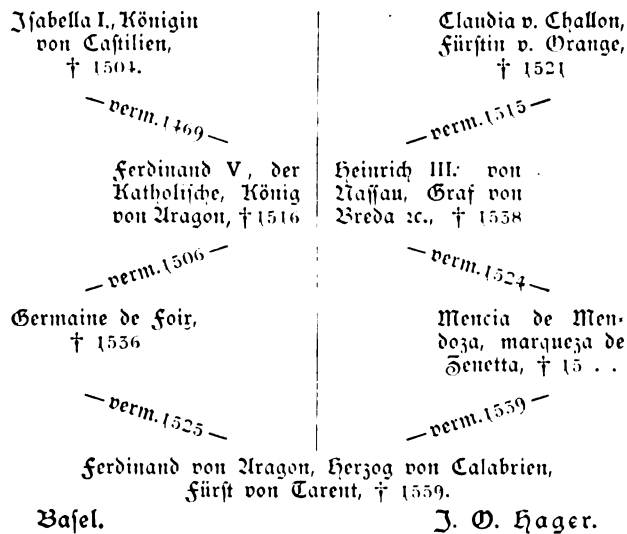 Iſabella I., Königin
von Caſtilien,
† 1504.
Claudia v. Challon,
Fürſtin v. Orange,
† 1521
— verm. 1469 —
— verm. 1515 —
Ferdinand V, der
Katholiſche, König
von Aragon, † 1516
Heinrich III. von
Naſſau, Graf von
Breda ꝛc., † 1538
— verm. 1506 —
— verm. 1524 —
Germaine de Foix,
† 1536
Mencia de Men-
doza, marqueza de
Zenetta, † 15 . .
— verm. 1525 —
— verm. 1539 —
Ferdinand von Aragon, Herzog von Calabrien,
Fürſt von Tarent, † 1559.
Baſel.
J. O. Hager.